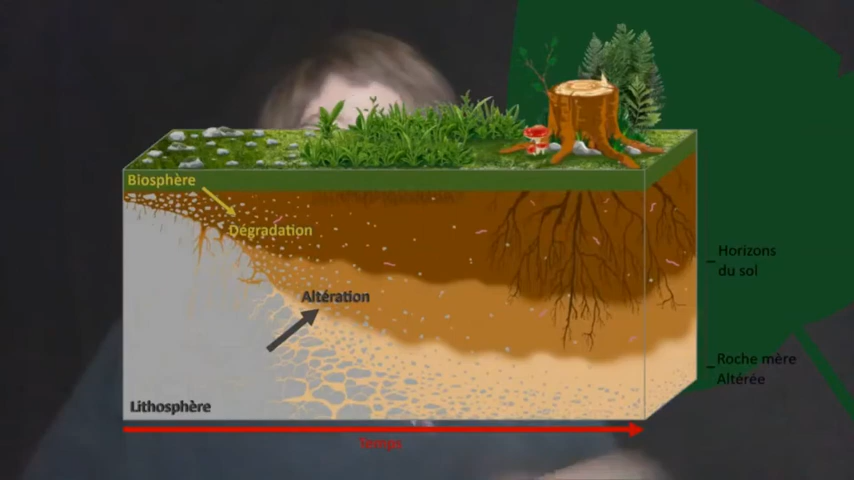 Biosphère
Dégradation
Horizons
du sol
Altération
Roche mère
Altérée
Lithosphère
Temps